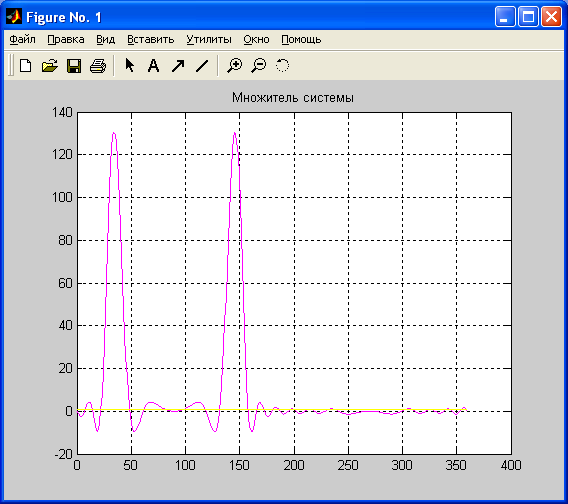 Figure No. 1
Файл Правка Вид Вставить Утилиты Окно Помощь
A
Множитель системы
140
120
100
80
60
40
20
0
-20
0 50 100 150 200 250 300 350 400